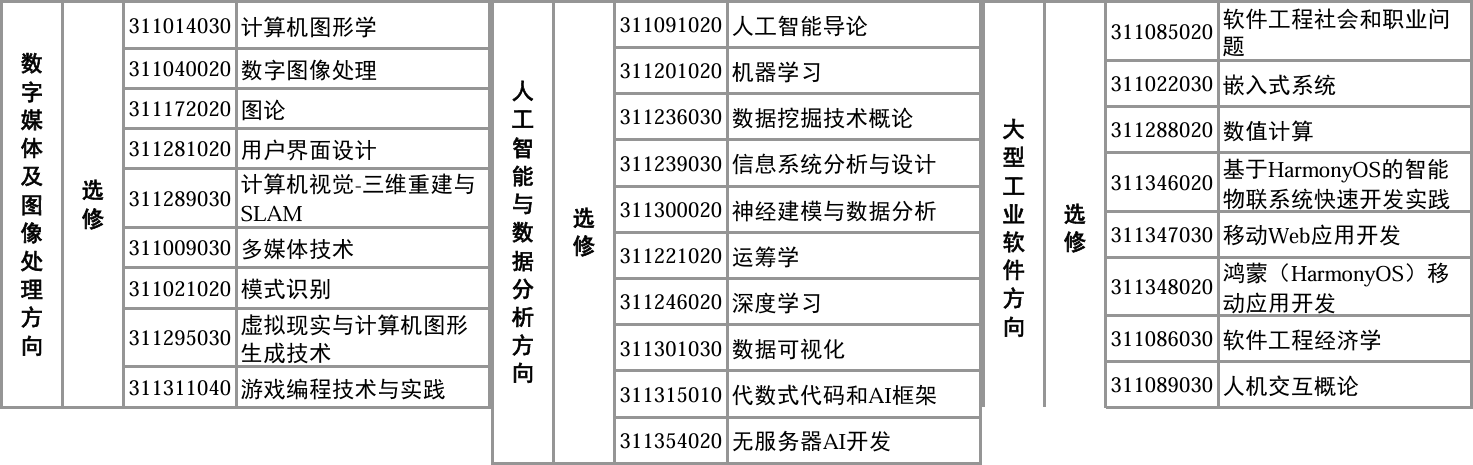 数字媒体及图像处理方向
选修
311014030 计算机图形学
311040020 数字图像处理
311172020 图论
311281020 用户界面设计
311289030 计算机视觉-三维重建与
SLAM
311009030 多媒体技术
311021020 模式识别
311295030 虚拟现实与计算机图形
生成技术
311311040 游戏编程技术与实践
人工智能与数据分析方向
选修
311091020 人工智能导论
311201020 机器学习
311236030 数据挖掘技术概论
311239030 信息系统分析与设计
311300020 神经建模与数据分析
311221020 运筹学
311246020 深度学习
311301030 数据可视化
311315010 代数式代码和AI框架
311354020 无服务器AI开发
大型工业软件方向
选修
311085020 软件工程社会和职业问
题
311022030 嵌入式系统
311288020 数值计算
311346020 基于HarmonyOS的智能
物联系统快速开发实践
311347030 移动Web应用开发
311348020 鸿蒙（HarmonyOS）移
动应用开发
311086030 软件工程经济学
311089030 人机交互概论